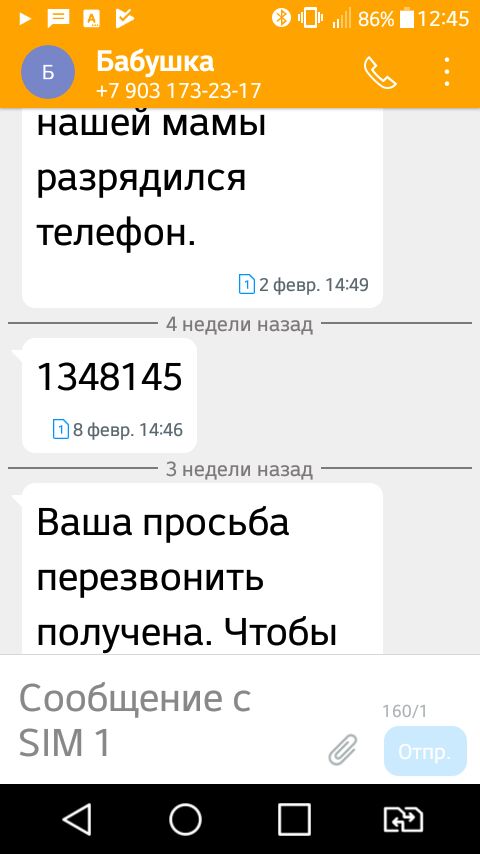 86% 12:45
Б
Бабушка
+7 903 173-23-17
нашей мамы
разрядился
телефон.
1 2 февр. 14:49
4 недели назад
1348145
1 8 февр. 14:46
3 недели назад
Ваша просьба
перезвонить
получена. Чтобы
Сообщение с
SIM 1
160/1
Отпр.